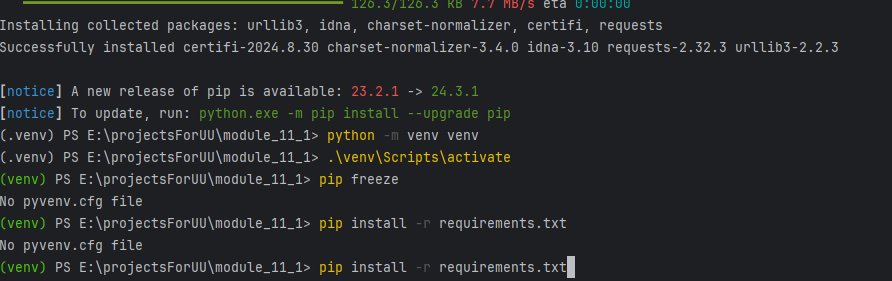 126.3/126.3 kB 7.7 MB/s eta 0:00:00
Installing collected packages: urllib3, idna, charset-normalizer, certifi, requests
Successfully installed certifi-2024.8.30 charset-normalizer-3.4.0 idna-3.10 requests-2.32.3 urllib3-2.2.3
[notice] A new release of pip is available: 23.2.1 -> 24.3.1
[notice] To update, run: python.exe -m pip install --upgrade pip
(.venv) PS E:\projectsForUU\module_11_1> python -m venv venv
(.venv) PS E:\projectsForUU\module_11_1> .\venv\Scripts\activate
(venv) PS E:\projectsForUU\module_11_1> pip freeze
No pyvenv.cfg file
(venv) PS E:\projectsForUU\module_11_1> pip install -r requirements.txt
No pyvenv.cfg file
(venv) PS E:\projectsForUU\module_11_1> pip install -r requirements.txt